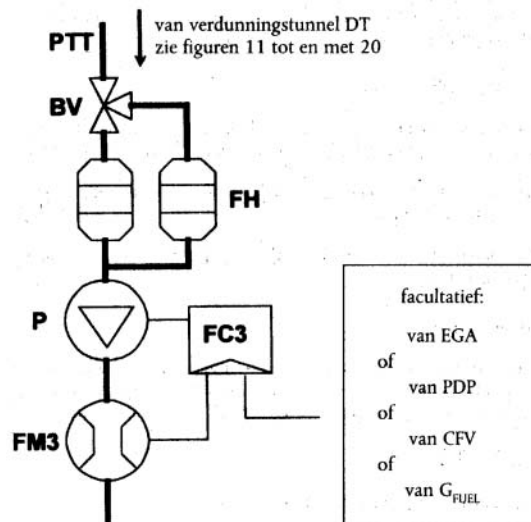 van verdunningstunnel DT
PTT
zie figuren 11 tot en met 20
BV
FH
P
FC3
FM3
facultatief:
van EGA
of
van PDP
of
van CFV
of
van G_FUEL